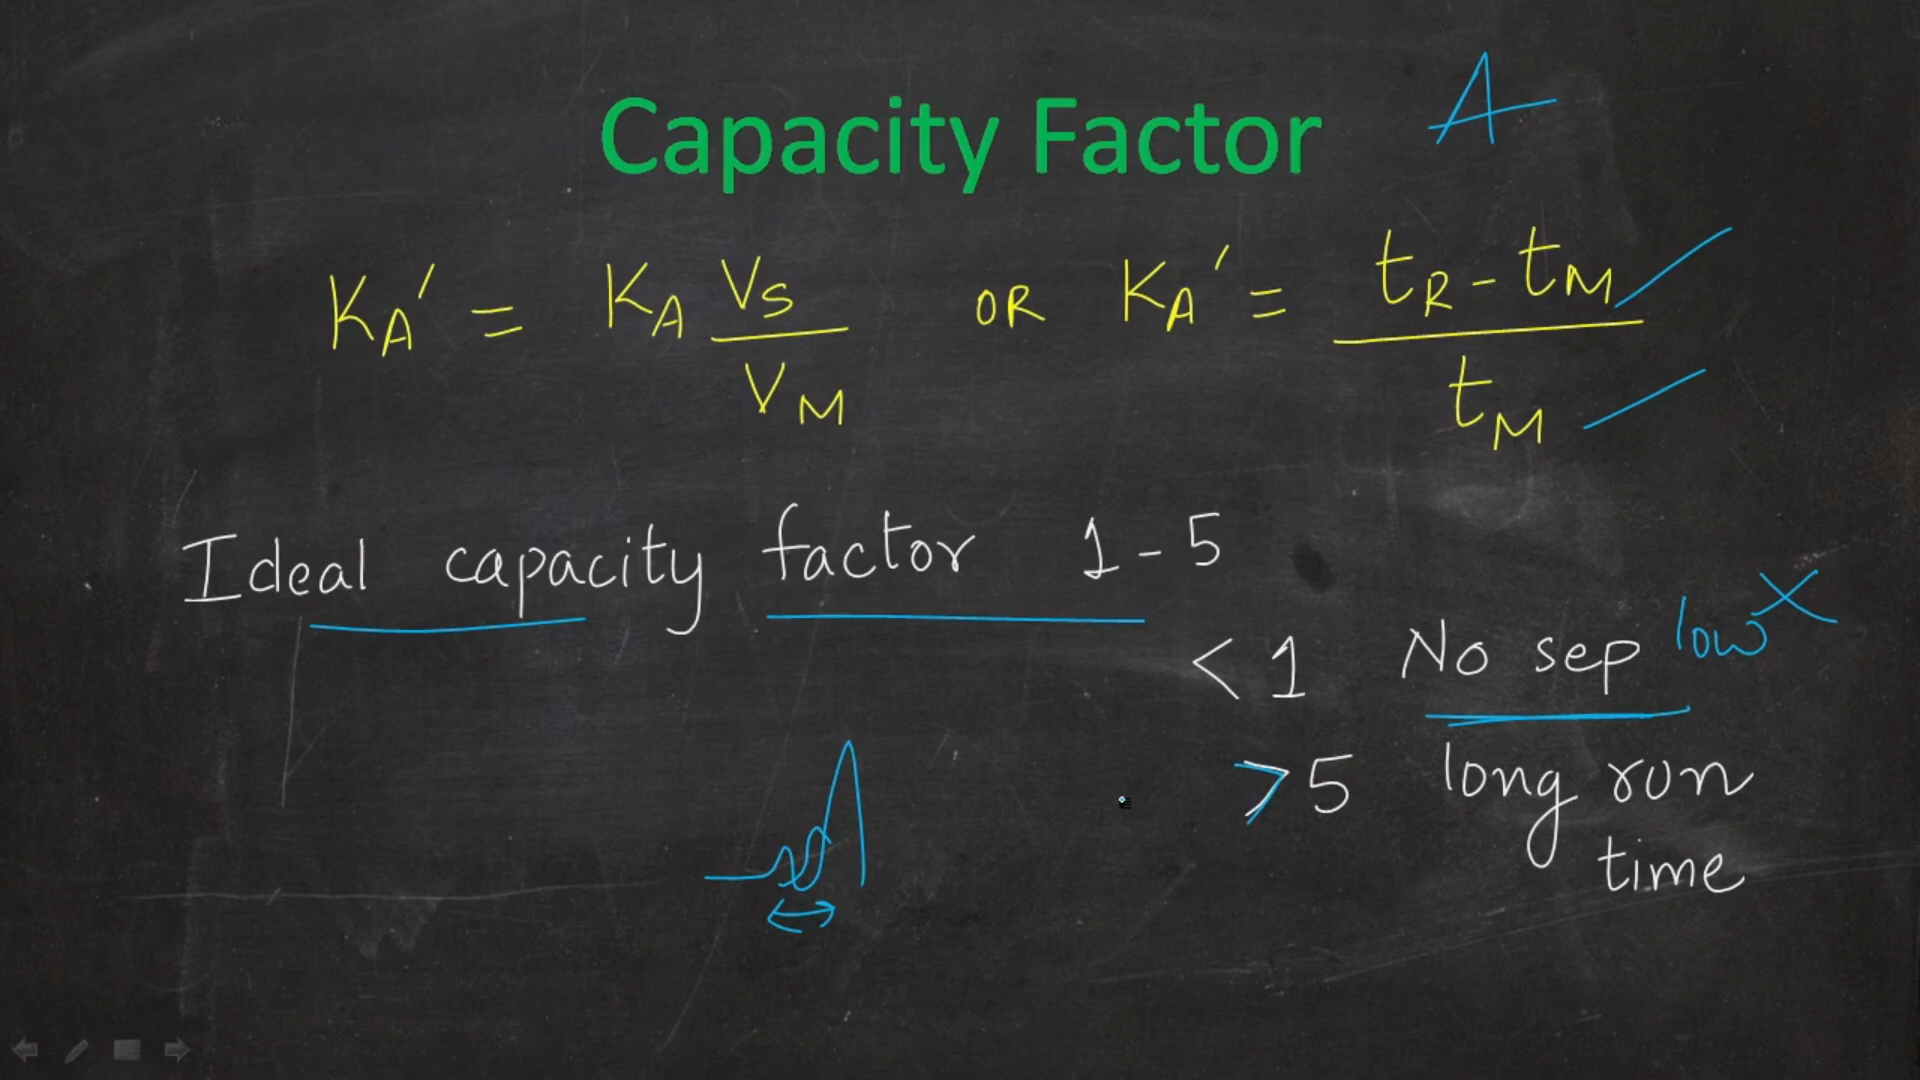 Capacity Factor A
KA' = KA Vs / VM OR KA' = tR - tM / tM
Ideal capacity factor 1 - 5
< 1 No sep low
> 5 long run
time